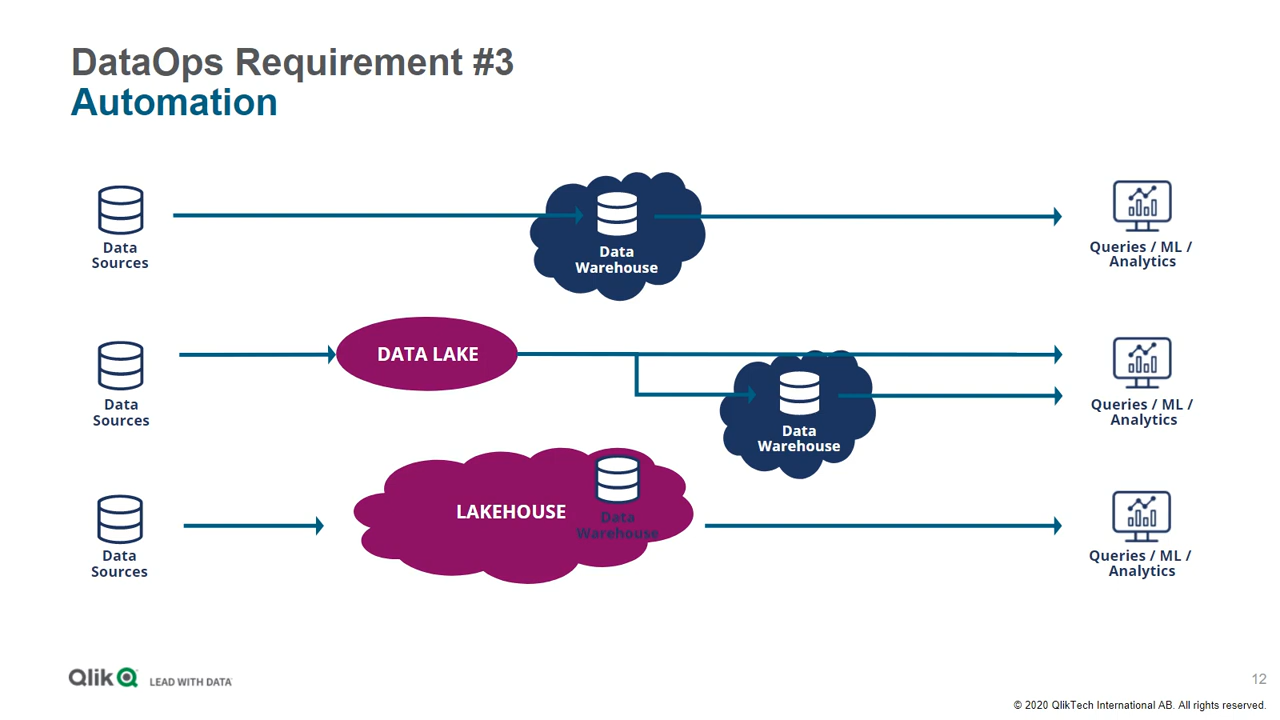 DataOps Requirement #3
Automation
Data
Sources
Data
Warehouse
Queries / ML /
Analytics
Data
Sources
DATA LAKE
Data
Warehouse
Queries / ML /
Analytics
Data
Sources
LAKEHOUSE
Data
Warehouse
Queries / ML /
Analytics
Qlik LEAD WITH DATA
12
© 2020 QlikTech International AB. All rights reserved.